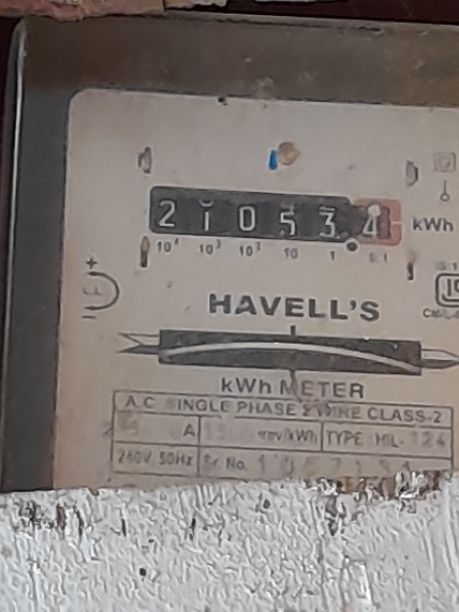 2 1 0 5 3 4 kWh
10⁴ 10³ 10² 10 1 0.1
HAVELL'S
kWh METER
A.C SINGLE PHASE 2 WIRE CLASS-2
A rev/kWh TYPE HIL-124
240V 50Hz Sr. No.